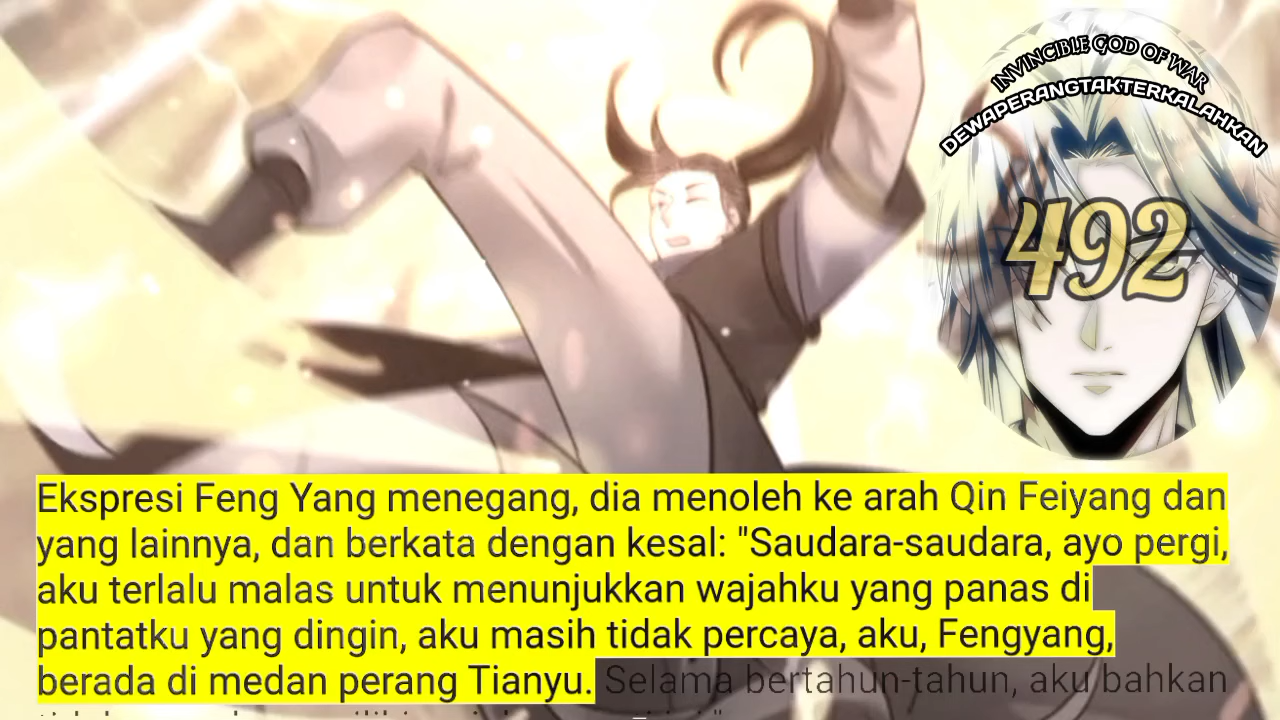 INVINCIBLE GOD OF WAR
DEWAPERANGTAKTERKALAHKAN
492
Ekspresi Feng Yang menegang, dia menoleh ke arah Qin Feiyang dan
yang lainnya, dan berkata dengan kesal: "Saudara-saudara, ayo pergi,
aku terlalu malas untuk menunjukkan wajahku yang panas di
pantatku yang dingin, aku masih tidak percaya, aku, Fengyang,
berada di medan perang Tianyu. Selama bertahun-tahun, aku bahkan